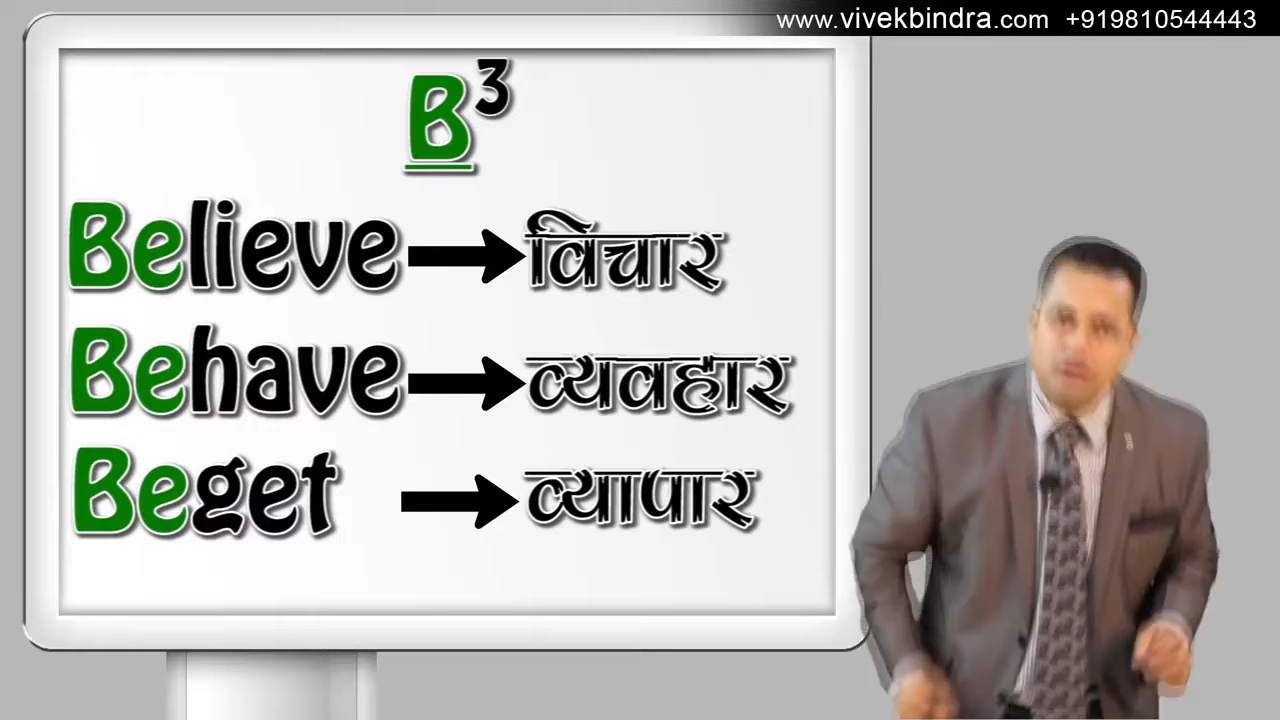 www.vivekbindra.com +919810544443
B³
Believe → विचार
Behave → व्यवहार
Beget → व्यापार